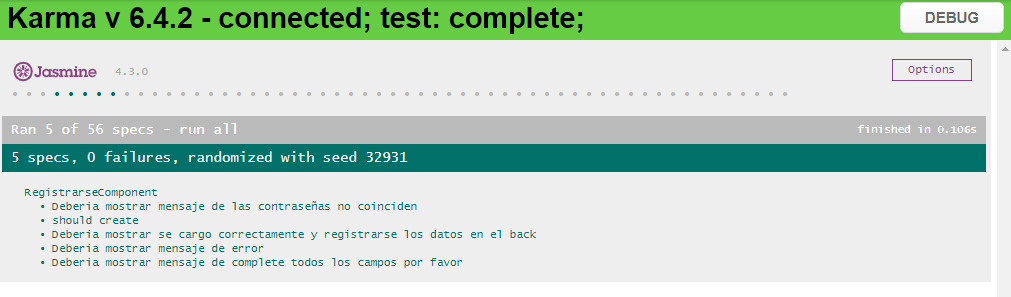 Karma v 6.4.2 - connected; test: complete;
DEBUG
Jasmine 4.3.0
Options
Ran 5 of 56 specs - run all
finished in 0.106s
5 specs, 0 failures, randomized with seed 32931
RegistrarseComponent
• Deberia mostrar mensaje de las contraseñas no coinciden
• should create
• Deberia mostrar se cargo correctamente y registrarse los datos en el back
• Deberia mostrar mensaje de error
• Deberia mostrar mensaje de complete todos los campos por favor